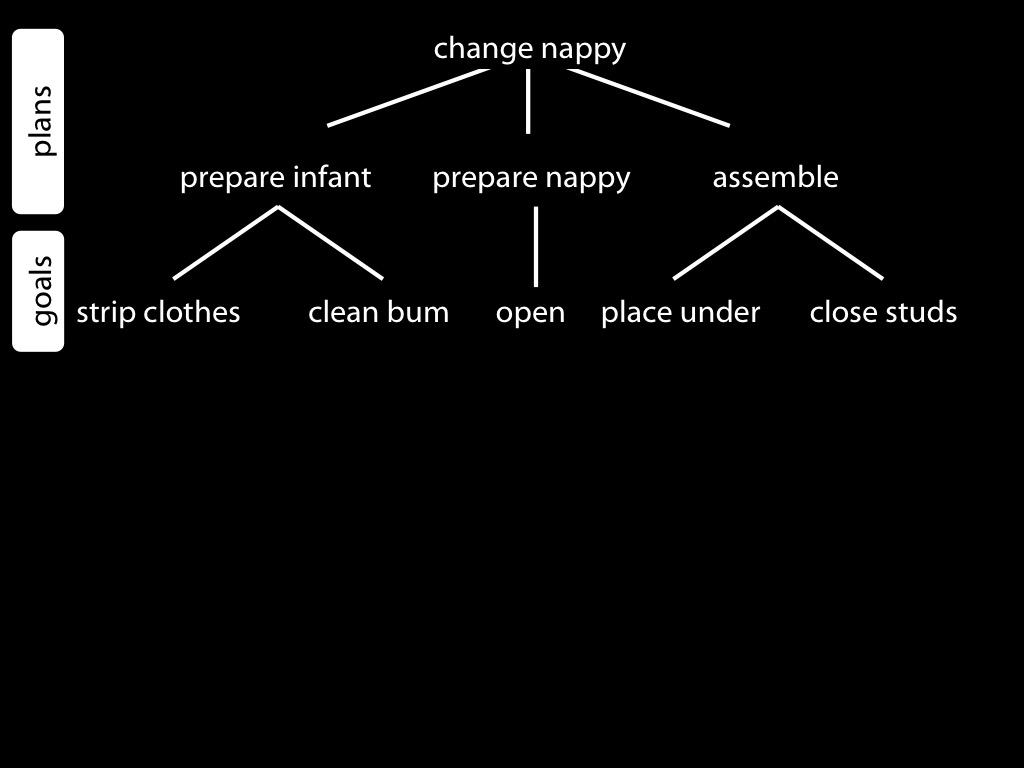 plans
change nappy
prepare infant prepare nappy assemble
goals
strip clothes clean bum open place under close studs